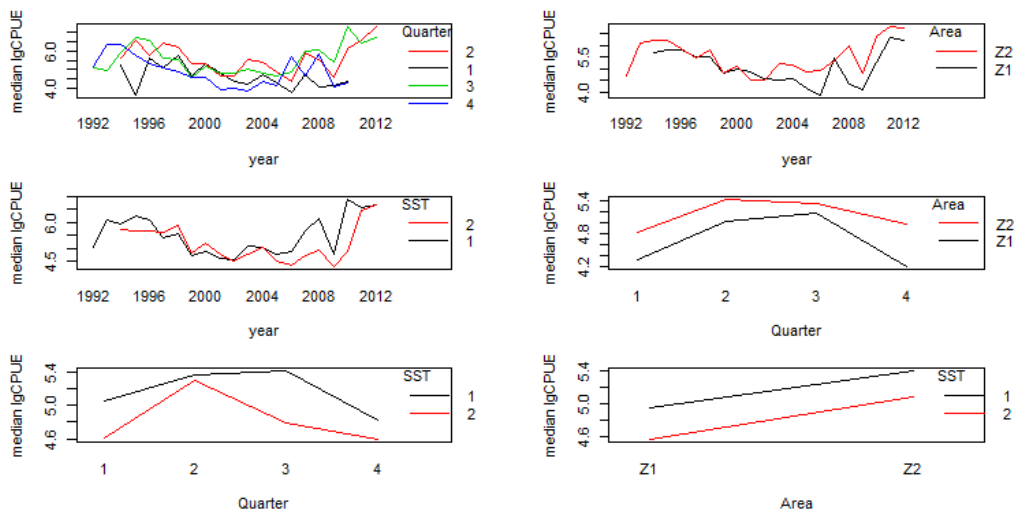 median lgCPUE
6.0
4.0
1992 1996 2000 2004 2008 2012
year
Quarter
2
1
3
4
median lgCPUE
5.5
4.0
1992 1996 2000 2004 2008 2012
year
Area
Z2
Z1
median lgCPUE
6.0
4.5
1992 1996 2000 2004 2008 2012
year
SST
2
1
median lgCPUE
5.4
4.8
4.2
1 2 3 4
Quarter
Area
Z2
Z1
median lgCPUE
5.4
5.0
4.6
1 2 3 4
Quarter
SST
1
2
median lgCPUE
5.4
5.0
4.6
Z1 Z2
Area
SST
1
2